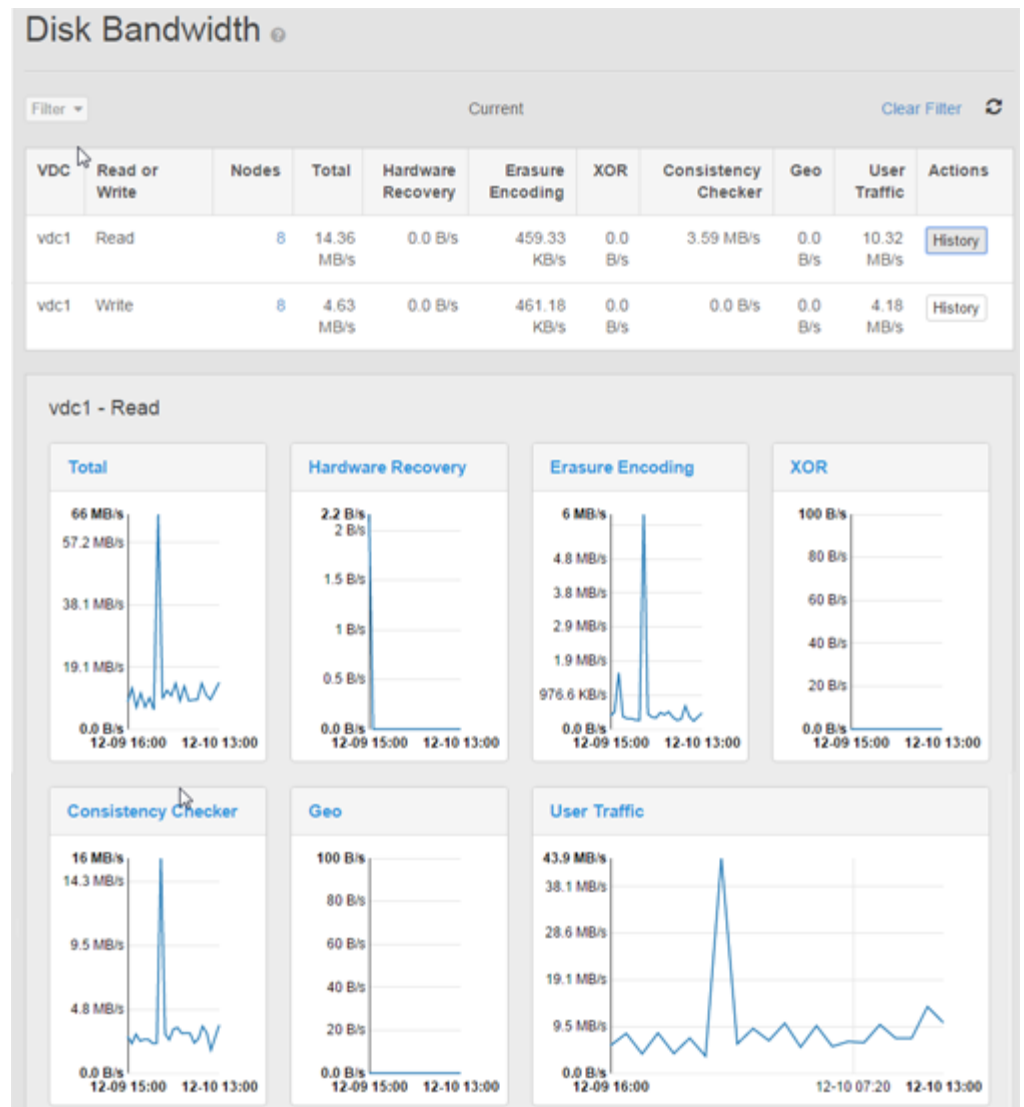 Disk Bandwidth
Filter
Current
Clear Filter
VDC Read or Write Nodes Total Hardware Recovery Erasure Encoding XOR Consistency Checker Geo User Traffic Actions
vdc1 Read 8 14.36 MB/s 0.0 B/s 459.33 KB/s 0.0 B/s 3.59 MB/s 0.0 B/s 10.32 MB/s History
vdc1 Write 8 4.63 MB/s 0.0 B/s 461.18 KB/s 0.0 B/s 0.0 B/s 0.0 B/s 4.18 MB/s History
vdc1 - Read
Total
66 MB/s
57.2 MB/s
38.1 MB/s
19.1 MB/s
0.0 B/s
12-09 16:00 12-10 13:00
Hardware Recovery
2.2 B/s
2 B/s
1.5 B/s
1 B/s
0.5 B/s
0.0 B/s
12-09 15:00 12-10 13:00
Erasure Encoding
6 MB/s
4.8 MB/s
3.8 MB/s
2.9 MB/s
1.9 MB/s
976.6 KB/s
0.0 B/s
12-09 15:00 12-10 13:00
XOR
100 B/s
80 B/s
60 B/s
40 B/s
20 B/s
0.0 B/s
12-09 15:00 12-10 13:00
Consistency Checker
16 MB/s
14.3 MB/s
9.5 MB/s
4.8 MB/s
0.0 B/s
12-09 15:00 12-10 13:00
Geo
100 B/s
80 B/s
60 B/s
40 B/s
20 B/s
0.0 B/s
12-09 15:00 12-10 13:00
User Traffic
43.9 MB/s
38.1 MB/s
28.6 MB/s
19.1 MB/s
9.5 MB/s
0.0 B/s
12-09 16:00 12-10 07:20 12-10 13:00